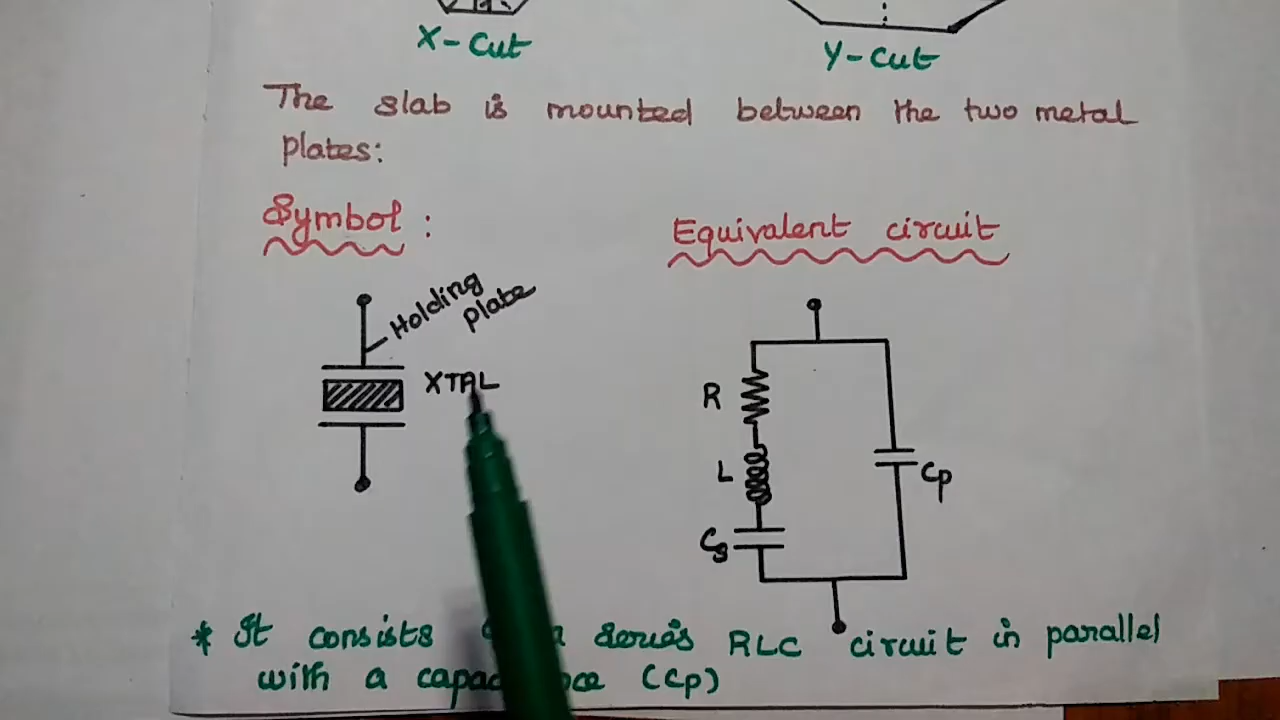 X-Cut
Y-Cut
The slab is mounted between the two metal
plates:
Symbol :
Equivalent circuit
Holding
plate
XTAL
R
L
Cs
Cp
* It consists series RLC circuit in parallel
with a (Cp)